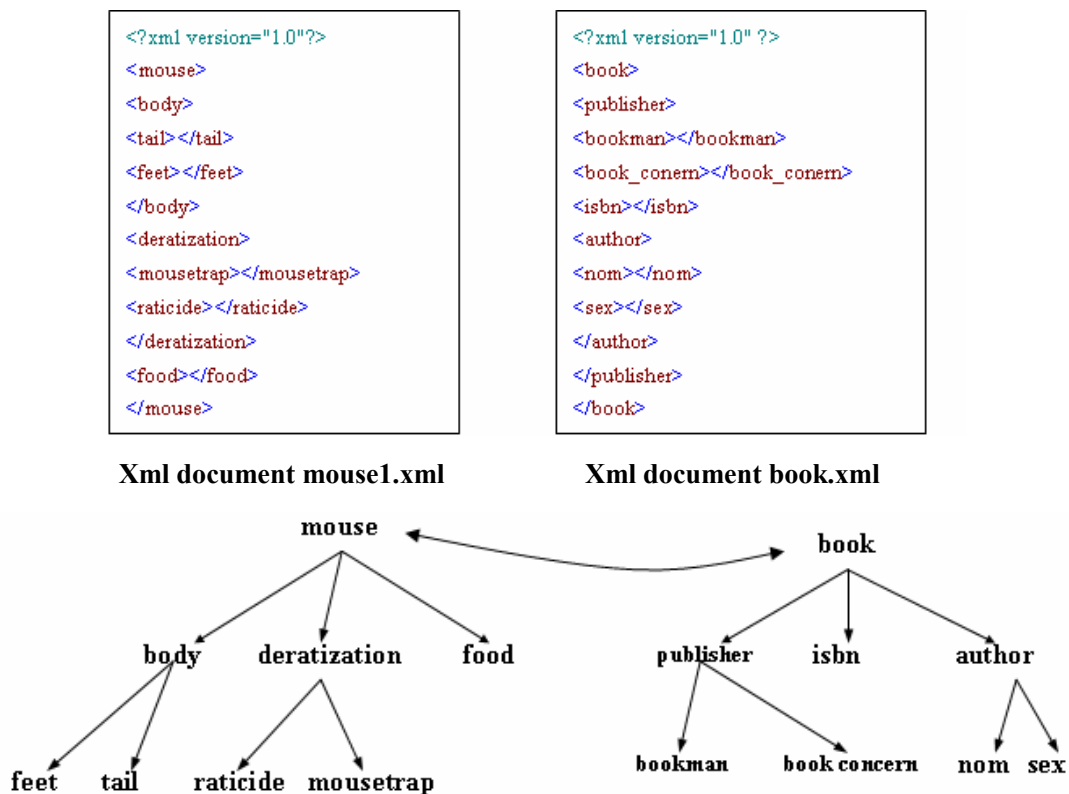 <?xml version="1.0"?>
<mouse>
<body>
<tail></tail>
<feet></feet>
</body>
<deratization>
<mousetrap></mousetrap>
<raticide></raticide>
</deratization>
<food></food>
</mouse>
<?xml version="1.0" ?>
<book>
<publisher>
<bookman></bookman>
<book_conern></book_conern>
<isbn></isbn>
<author>
<nom></nom>
<sex></sex>
</author>
</publisher>
</book>
Xml document mouse1.xml
Xml document book.xml
mouse
book
body deratization food
publisher isbn author
feet tail raticide mousetrap
bookman book concern nom sex